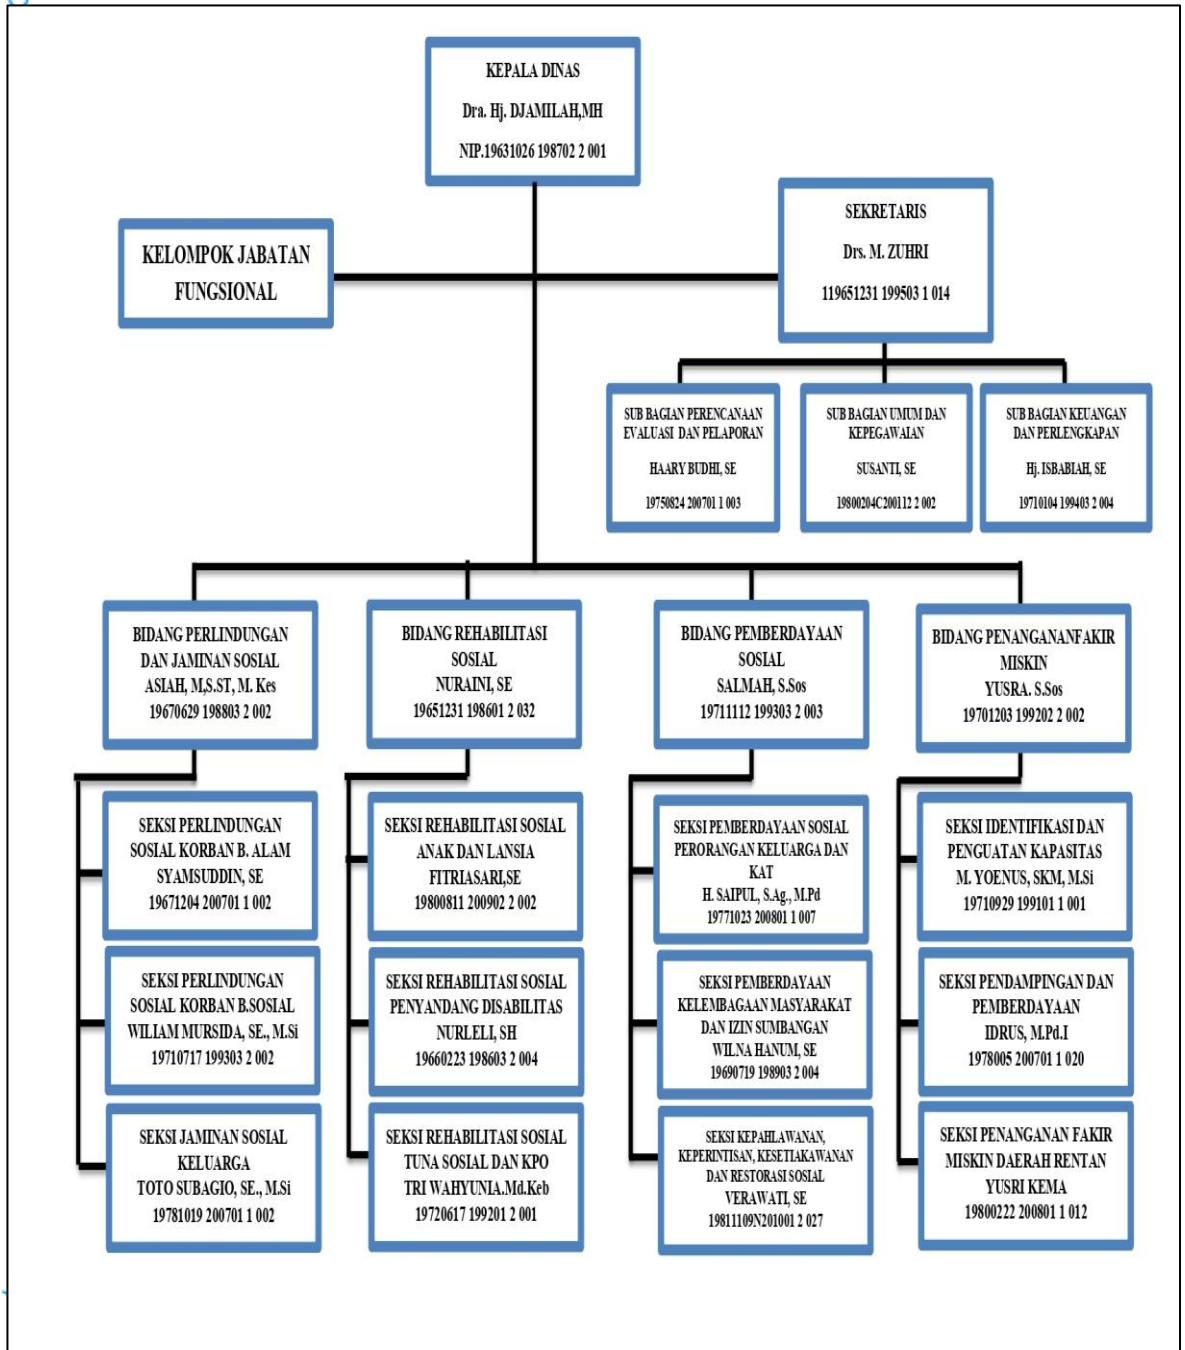 KEPALA DINAS
Dra. Hj. DJAMILAH,MH
NIP.19631026 198702 2 001
SEKRETARIS
Drs. M. ZUHRI
119651231 199503 1 014
KELOMPOK JABATAN
FUNGSIONAL
SUB BAGIAN PERENCANAAN
EVALUASI DAN PELAPORAN
HAARY BUDHI, SE
19750824 200701 1 003
SUB BAGIAN UMUM DAN
KEPEGAWAIAN
SUSANTI, SE
19800204C200112 2 002
SUB BAGIAN KEUANGAN
DAN PERLENGKAPAN
Hj. ISBABIAH, SE
19710104 199403 2 004
BIDANG PERLINDUNGAN
DAN JAMINAN SOSIAL
ASIAH, M,S.ST, M. Kes
19670629 198803 2 002
BIDANG REHABILITASI
SOSIAL
NURAINI, SE
19651231 198601 2 032
BIDANG PEMBERDAYAAN
SOSIAL
SALMAH, S.Sos
19711112 199303 2 003
BIDANG PENANGANANFAKIR
MISKIN
YUSRA. S.Sos
19701203 199202 2 002
SEKSI PERLINDUNGAN
SOSIAL KORBAN B. ALAM
SYAMSUDDIN, SE
19671204 200701 1 002
SEKSI REHABILITASI SOSIAL
ANAK DAN LANSIA
FITRIASARI,SE
19800811 200902 2 002
SEKSI PEMBERDAYAAN SOSIAL
PERORANGAN KELUARGA DAN
KAT
H. SAIPUL, S.Ag., M.Pd
19771023 200801 1 007
SEKSI IDENTIFIKASI DAN
PENGUATAN KAPASITAS
M. YOENUS, SKM, M.Si
19710929 199101 1 001
SEKSI PERLINDUNGAN
SOSIAL KORBAN B.SOSIAL
WILIAM MURSIDA, SE., M.Si
19710717 199303 2 002
SEKSI REHABILITASI SOSIAL
PENYANDANG DISABILITAS
NURLELI, SH
19660223 198603 2 004
SEKSI PEMBERDAYAAN
KELEMBAGAAN MASYARAKAT
DAN IZIN SUMBANGAN
WILNA HANUM, SE
19690719 198903 2 004
SEKSI PENDAMPINGAN DAN
PEMBERDAYAAN
IDRUS, M.Pd.I
1978005 200701 1 020
SEKSI JAMINAN SOSIAL
KELUARGA
TOTO SUBAGIO, SE., M.Si
19781019 200701 1 002
SEKSI REHABILITASI SOSIAL
TUNA SOSIAL DAN KPO
TRI WAHYUNIA.Md.Keb
19720617 199201 2 001
SEKSI KEPAHLAWANAN,
KEPERINTISAN, KESETIAKAWANAN
DAN RESTORASI SOSIAL
VERAWATI, SE
19811109N201001 2 027
SEKSI PENANGANAN FAKIR
MISKIN DAERAH RENTAN
YUSRI KEMA
19800222 200801 1 012